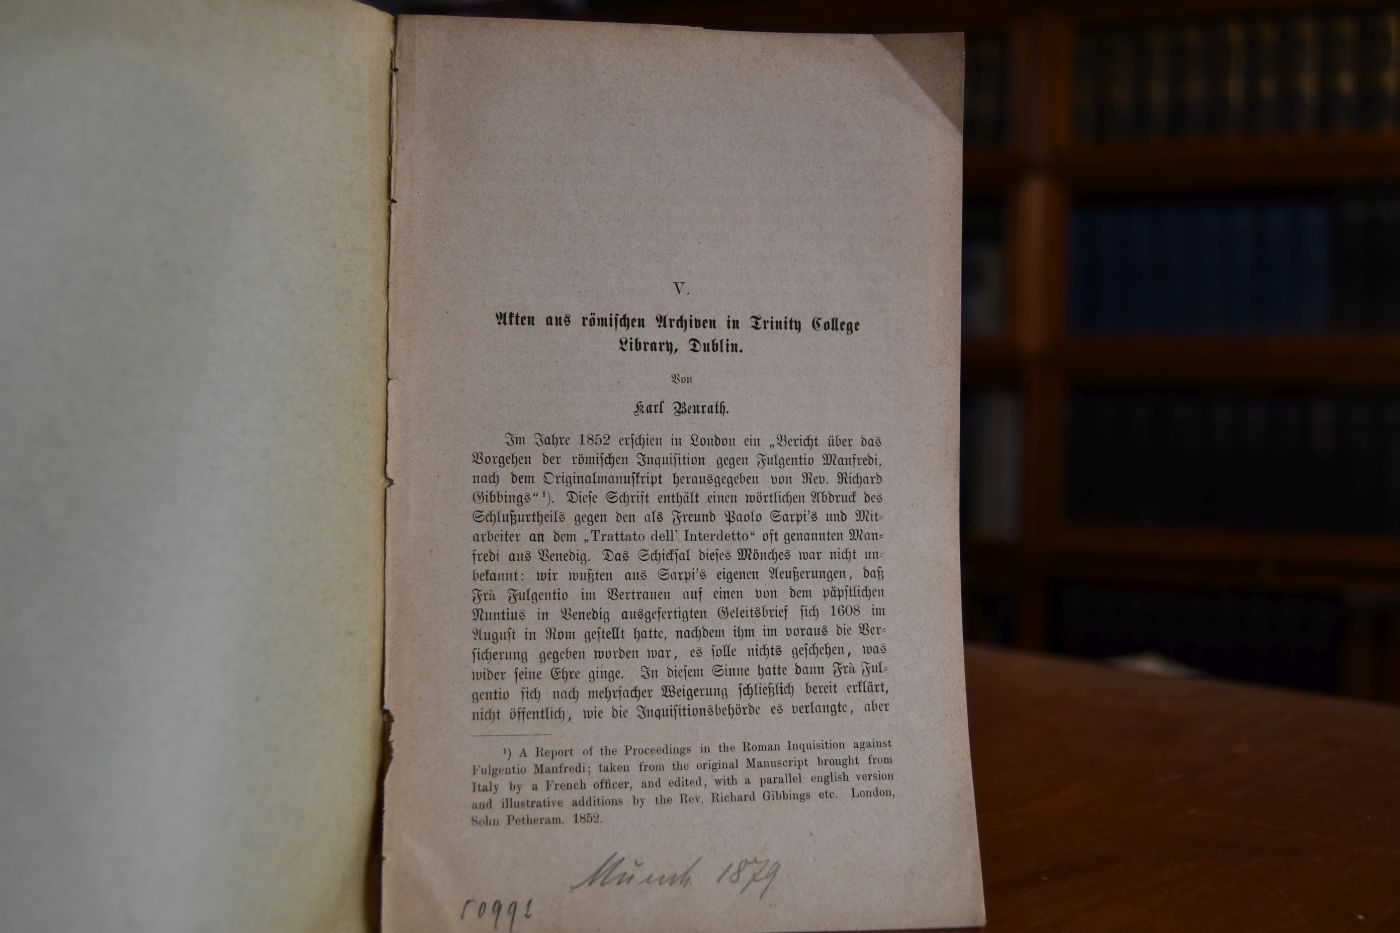 V.
Akten aus römischen Archiven in Trinity College
Library, Dublin.
Von
Karl Benrath.
Im Jahre 1852 erschien in London ein „Bericht über das
Vorgehen der römischen Inquisition gegen Fulgentio Manfredi,
nach dem Originalmanuskript herausgegeben von Rev. Richard
Gibbings“ ¹). Diese Schrift enthält einen wörtlichen Abdruck des
Schlußurtheils gegen den als Freund Paolo Sarpi's und Mit-
arbeiter an dem „Trattato dell' Interdetto“ oft genannten Man-
fredi aus Venedig. Das Schicksal dieses Mönches war nicht un-
bekannt: wir wußten aus Sarpi's eigenen Aeußerungen, daß
Frà Fulgentio im Vertrauen auf einen von dem päpstlichen
Nuntius in Venedig ausgefertigten Geleitsbrief sich 1608 im
August in Rom gestellt hatte, nachdem ihm im voraus die Ver-
sicherung gegeben worden war, es solle nichts geschehen, was
wider seine Ehre ginge. In diesem Sinne hatte dann Frà Ful-
gentio sich nach mehrfacher Weigerung schließlich bereit erklärt,
nicht öffentlich, wie die Inquisitionsbehörde es verlangte, aber
¹) A Report of the Proceedings in the Roman Inquisition against
Fulgentio Manfredi; taken from the original Manuscript brought from
Italy by a French officer, and edited, with a parallel english version
and illustrative additions by the Rev. Richard Gibbings etc. London,
Sohn Petheram. 1852.
Münch. 1879
50992